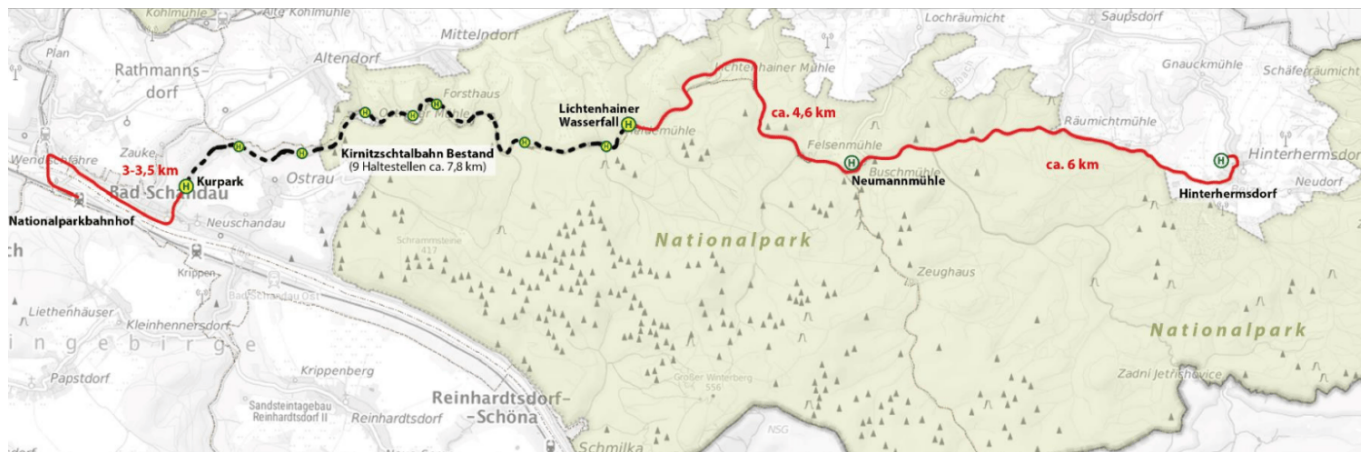 Kohlmühle
Alte Kohlmühle
Plan
Rathmanns-
dorf
Altendorf
Mittelndorf
Forsthaus
Lichtenhainer Mühle
Lochräumicht
Saupsdorf
Gnauckmühle
Schäferräumicht
Räumichtmühle
Hinterhermsdorf
Neudorf
Hinterhermsdorf
ca. 6 km
ca. 4,6 km
Felsenmühle
Buschmühle
Neumannmühle
Lichtenhainer
Wasserfall
Kirnitzschtalbahn Bestand
(9 Haltestellen ca. 7,8 km)
Wendischfähre
Zauke
3-3,5 km
Bad Schandau
Kurpark
Ostrau
Nationalparkbahnhof
Neuschandau
Krippen
Bad Schandau Ost
Schrammsteine
417
Nationalpark
Zeughaus
Nationalpark
Liethenhäuser
Kleinhennersdorf
ingebirge
Papstdorf
Krippenberg
Sandsteintagebau
Reinhardtsdorf II
Reinhardtsdorf
Reinhardtsdorf-
-Schöna
Großer Winterberg
556
Zadní Jetřichovice
Schmilka
NSG